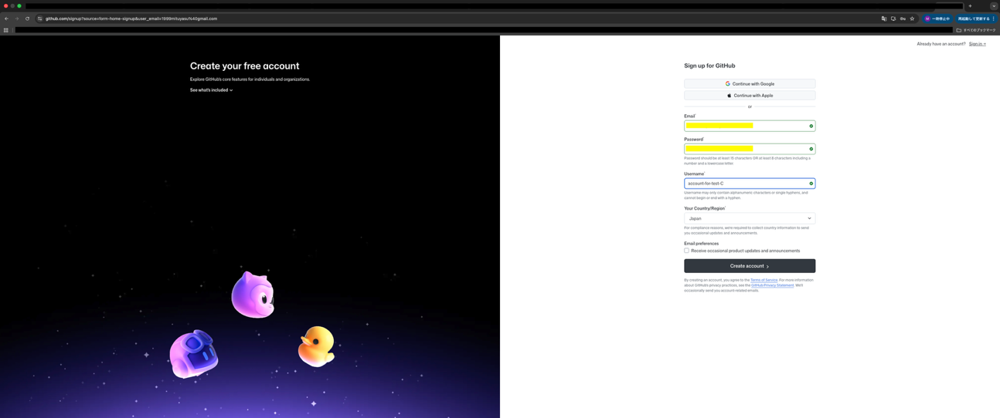 github.com/signup?source=form-home-signup&user_email=1999mituyasu%40gmail.com
M 一時停止中
再起動して更新する
すべてのブックマーク
Already have an account? Sign in →
Create your free account
Explore GitHub's core features for individuals and organizations.
See what's included
Sign up for GitHub
Continue with Google
Continue with Apple
or
Email*
Password*
Password should be at least 15 characters OR at least 8 characters including a
number and a lowercase letter.
Username*
account-for-test-C
Username may only contain alphanumeric characters or single hyphens, and
cannot begin or end with a hyphen.
Your Country/Region*
Japan
For compliance reasons, we're required to collect country information to send
you occasional updates and announcements.
Email preferences
Receive occasional product updates and announcements
Create account
By creating an account, you agree to the Terms of Service. For more information
about GitHub's privacy practices, see the GitHub Privacy Statement. We'll
occasionally send you account-related emails.